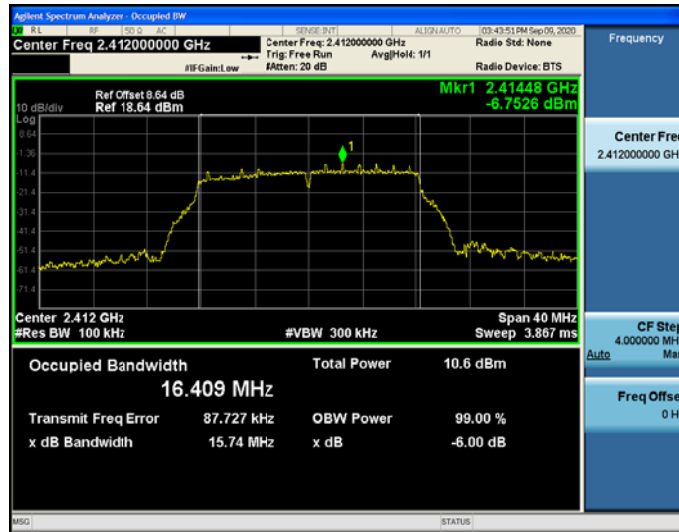 Agilent Spectrum Analyzer - Occupied BW
RL RF 50 Ω AC SENSE:INT ALIGN AUTO 03:43:51 PM Sep 09, 2020
Center Freq 2.412000000 GHz
Center Freq: 2.412000000 GHz
Radio Std: None
Trig: Free Run Avg|Hold: 1/1
#IFGain:Low
#Atten: 20 dB
Radio Device: BTS
Ref Offset 8.64 dB
Mkr1 2.41448 GHz
10 dB/div
Ref 18.64 dBm
-6.7526 dBm
Log
8.64
-1.36
-11.4
-21.4
-31.4
-41.4
-51.4
-61.4
-71.4
1
Center 2.412 GHz
Span 40 MHz
#Res BW 100 kHz
#VBW 300 kHz
Sweep 3.867 ms
Occupied Bandwidth
Total Power 10.6 dBm
16.409 MHz
Transmit Freq Error 87.727 kHz
OBW Power 99.00 %
x dB Bandwidth 15.74 MHz
x dB -6.00 dB
MSG
STATUS
Frequency
Center Fre
2.412000000 GH
CF Step
4.000000 MH
Auto Ma
Freq Offse
0 H